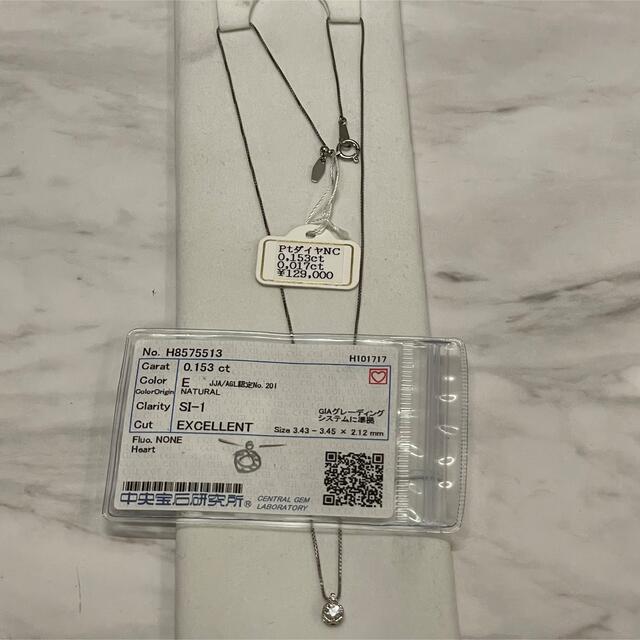 PtダイヤNC
0.153ct
0.017ct
¥129,000
No. H8575513
H101717
Carat 0.153 ct
Color E JJA/AGL認定No.201
ColorOrigin NATURAL
Clarity SI-1
GIAグレーディング
システムに準拠
Cut EXCELLENT
Size 3.43 - 3.45 × 2.12 mm
Fluo. NONE
Heart
中央宝石研究所® CENTRAL GEM
LABORATORY